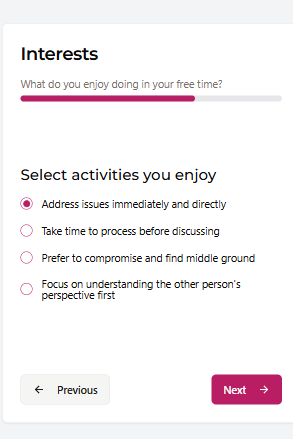 Interests
What do you enjoy doing in your free time?
Select activities you enjoy
Address issues immediately and directly
Take time to process before discussing
Prefer to compromise and find middle ground
Focus on understanding the other person's
perspective first
Previous
Next